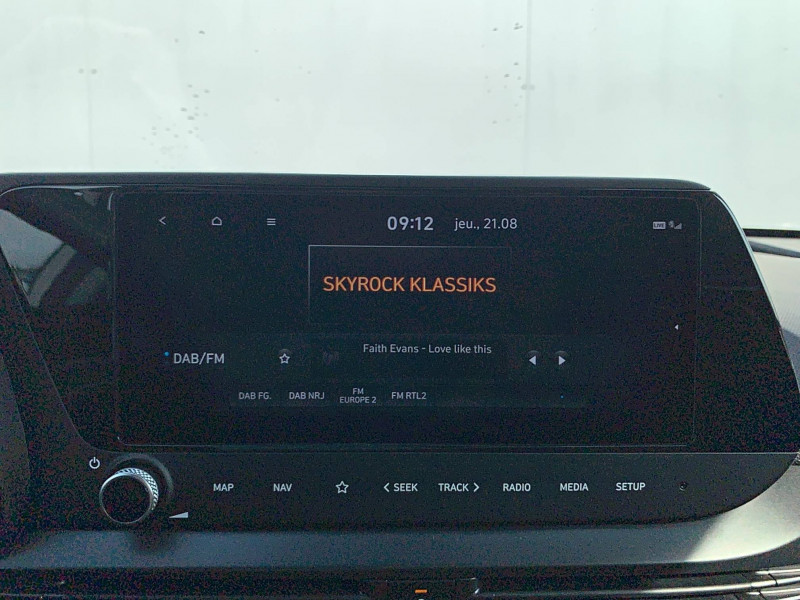 09:12 jeu., 21.08
LIVE
SKYROCK KLASSIKS
DAB/FM
Faith Evans - Love like this
DAB FG. DAB NRJ FM EUROPE 2 FM RTL2
MAP NAV SEEK TRACK RADIO MEDIA SETUP